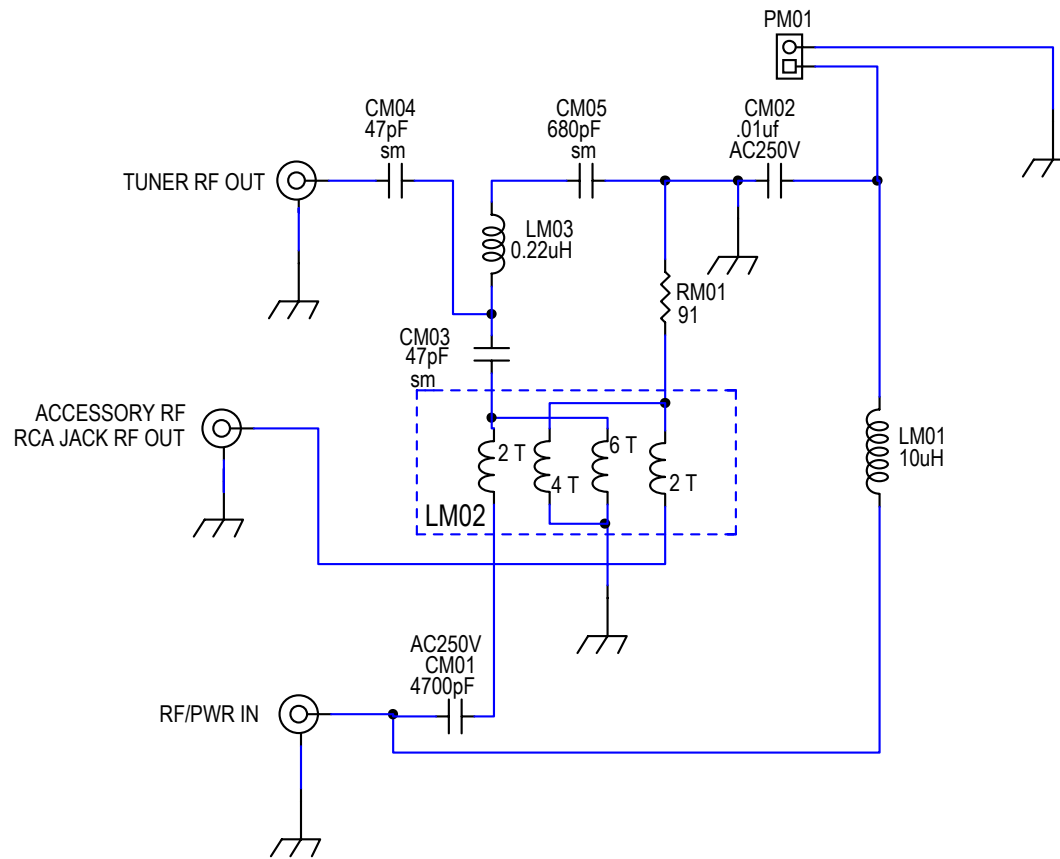 PM01
CM04
47pF
sm
CM05
680pF
sm
CM02
.01uf
AC250V
TUNER RF OUT
LM03
0.22uH
RM01
91
CM03
47pF
sm
ACCESSORY RF
RCA JACK RF OUT
2 T
4 T
6 T
2 T
LM02
LM01
10uH
AC250V
CM01
4700pF
RF/PWR IN